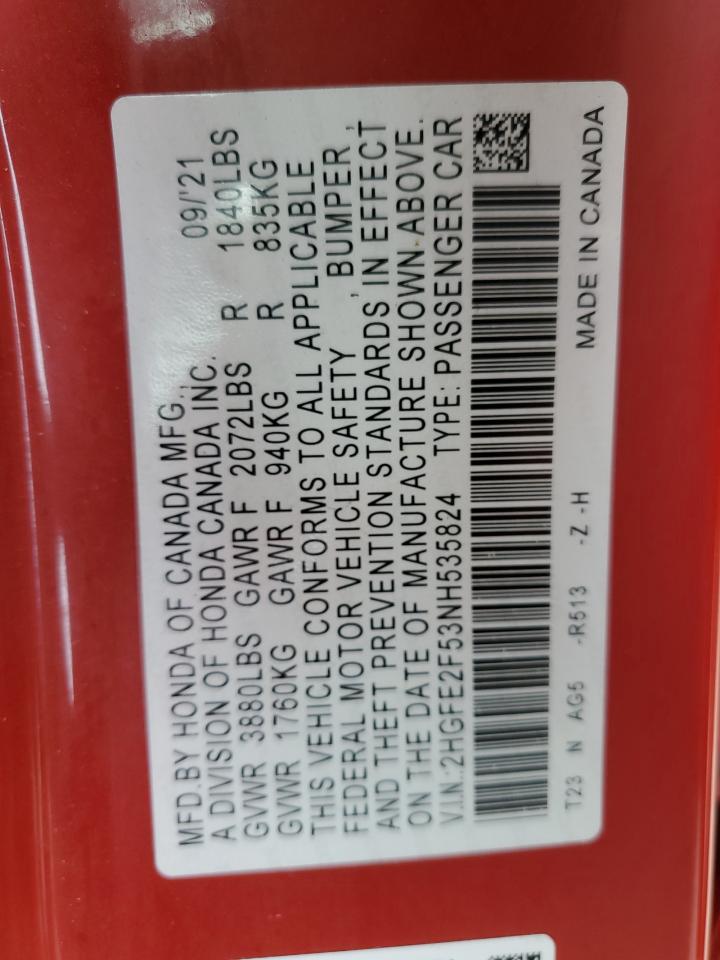 MFD.BY HONDA OF CANADA MFG., 09/'21
A DIVISION OF HONDA CANADA INC.
GVWR 3880LBS GAWR F 2072LBS R 1840LBS
GVWR 1760KG GAWR F 940KG R 835KG
THIS VEHICLE CONFORMS TO ALL APPLICABLE
FEDERAL MOTOR VEHICLE SAFETY , BUMPER ,
AND THEFT PREVENTION STANDARDS IN EFFECT
ON THE DATE OF MANUFACTURE SHOWN ABOVE.
V.I.N.:2HGFE2F53NH535824 TYPE: PASSENGER CAR
T23 N AG5 -R513 -Z -H MADE IN CANADA